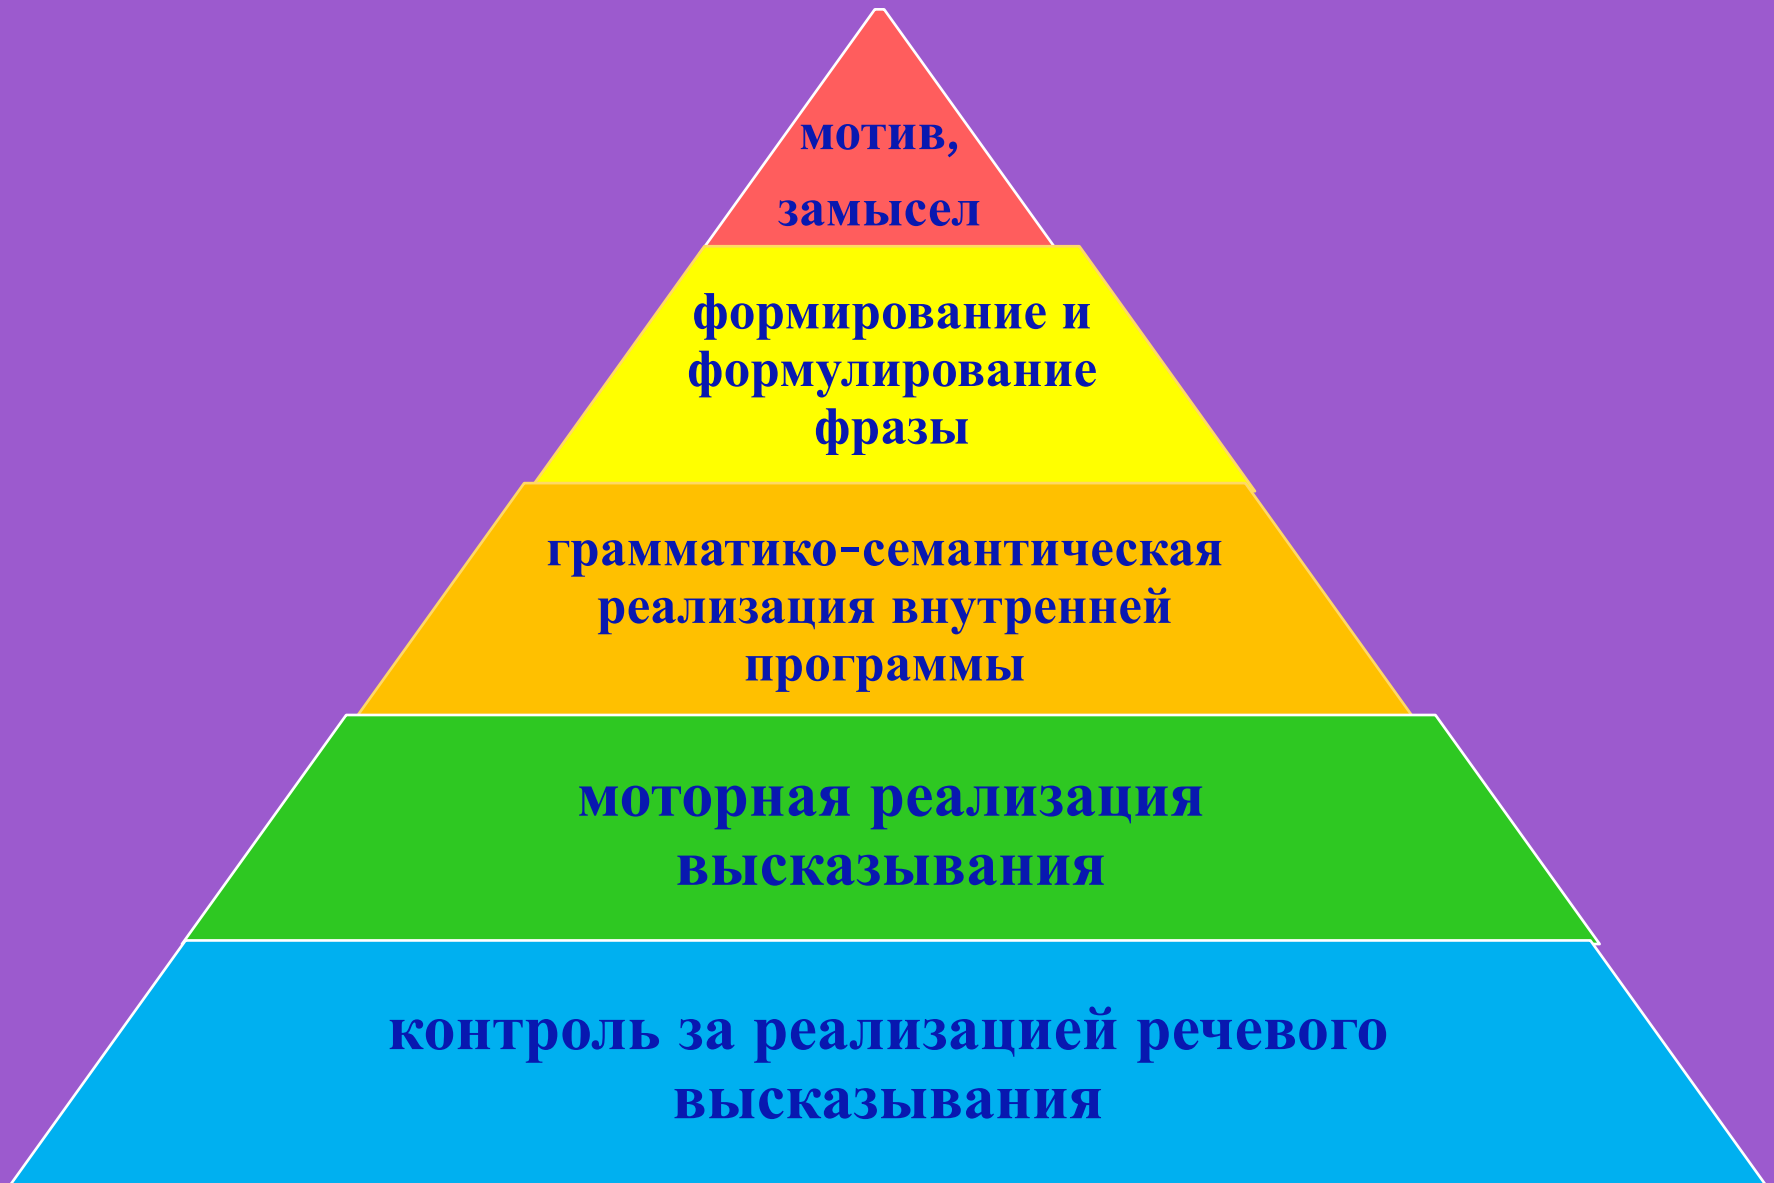 мотив,
замысел
формирование и
формулирование
фразы
грамматико-семантическая
реализация внутренней
программы
моторная реализация
высказывания
контроль за реализацией речевого
высказывания